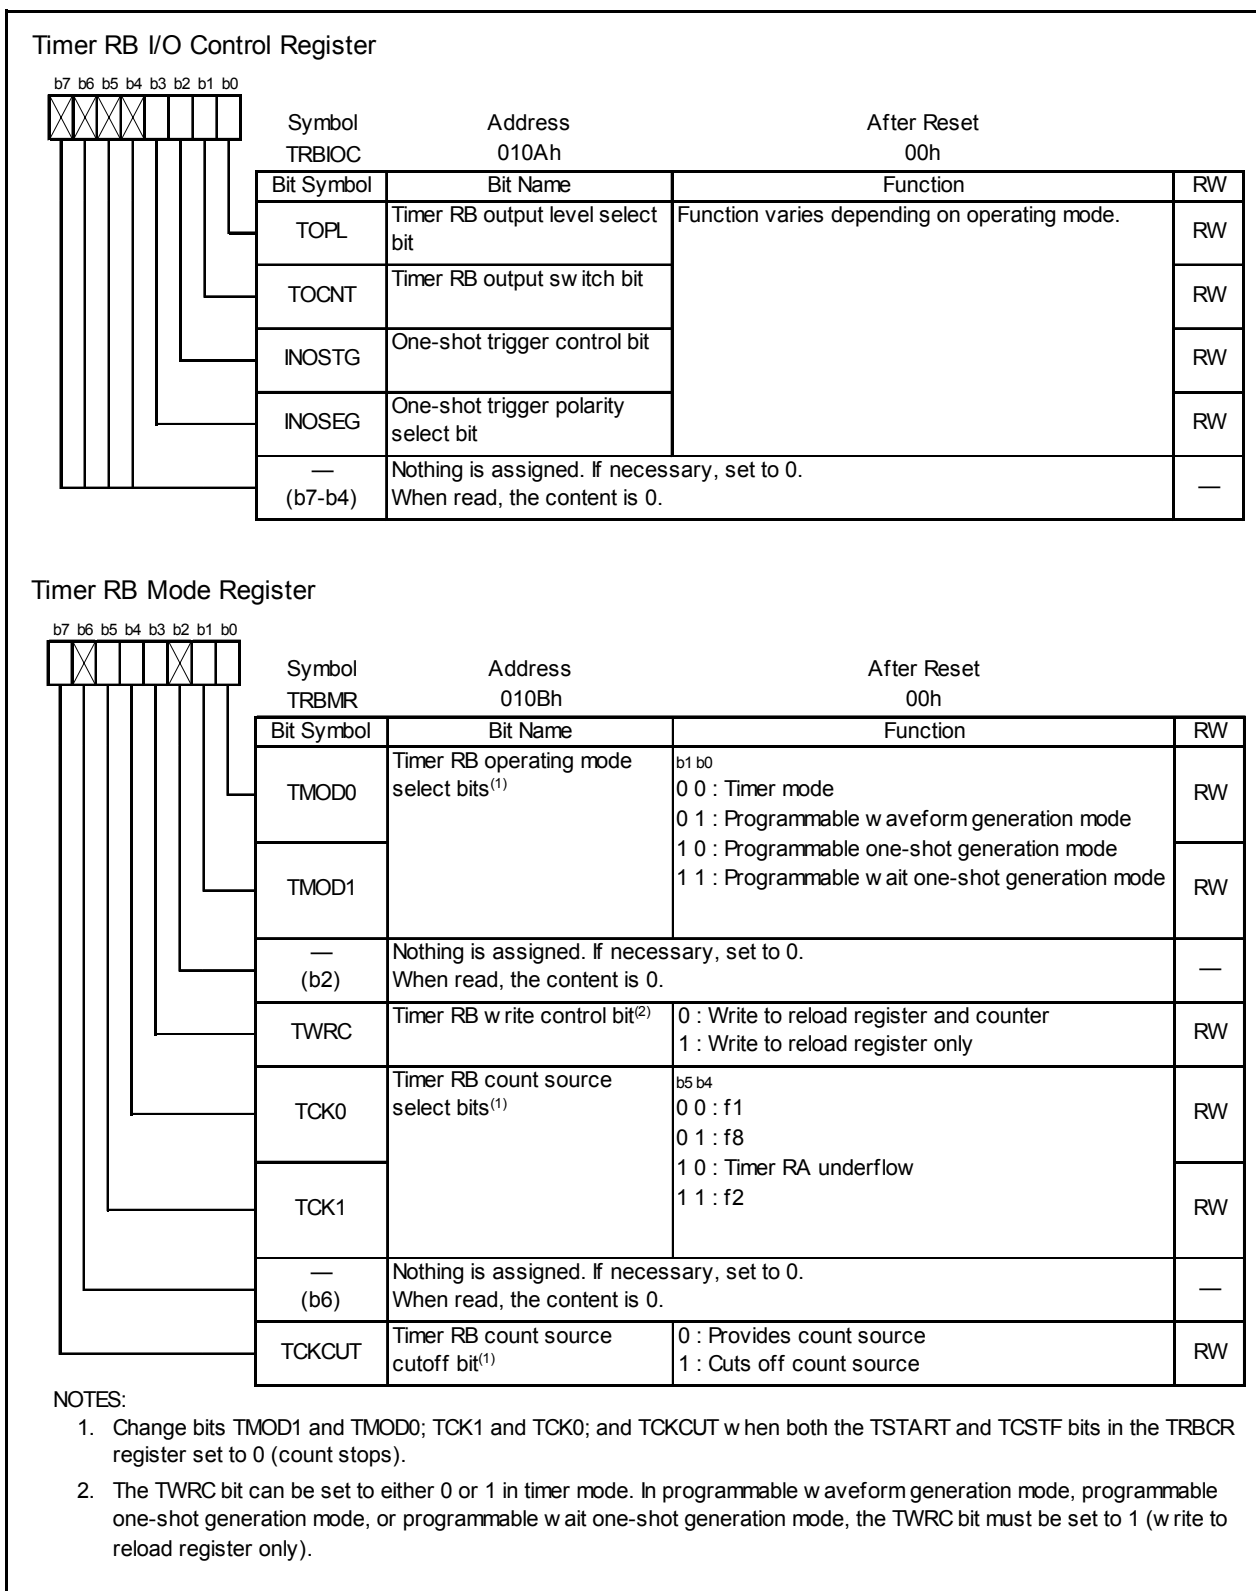 Timer RB I/O Control Register
b7 b6 b5 b4 b3 b2 b1 b0
Symbol Address After Reset
TRBIOC 010Ah 00h
Bit Symbol Bit Name Function RW
TOPL Timer RB output level select bit Function varies depending on operating mode. RW
TOCNT Timer RB output switch bit RW
INOSTG One-shot trigger control bit RW
INOSEG One-shot trigger polarity select bit RW
— (b7-b4) Nothing is assigned. If necessary, set to 0.
When read, the content is 0. —
Timer RB Mode Register
b7 b6 b5 b4 b3 b2 b1 b0
Symbol Address After Reset
TRBMR 010Bh 00h
Bit Symbol Bit Name Function RW
TMOD0 Timer RB operating mode select bits(1) b1 b0
0 0 : Timer mode RW
0 1 : Programmable waveform generation mode
1 0 : Programmable one-shot generation mode
TMOD1 1 1 : Programmable wait one-shot generation mode RW
— (b2) Nothing is assigned. If necessary, set to 0.
When read, the content is 0. —
TWRC Timer RB write control bit(2) 0 : Write to reload register and counter
1 : Write to reload register only RW
TCK0 Timer RB count source select bits(1) b5 b4
0 0 : f1 RW
0 1 : f8
1 0 : Timer RA underflow
TCK1 1 1 : f2 RW
— (b6) Nothing is assigned. If necessary, set to 0.
When read, the content is 0. —
TCKCUT Timer RB count source cutoff bit(1) 0 : Provides count source
1 : Cuts off count source RW
NOTES:
1. Change bits TMOD1 and TMOD0; TCK1 and TCK0; and TCKCUT when both the TSTART and TCSTF bits in the TRBCR
register set to 0 (count stops).
2. The TWRC bit can be set to either 0 or 1 in timer mode. In programmable waveform generation mode, programmable
one-shot generation mode, or programmable wait one-shot generation mode, the TWRC bit must be set to 1 (write to
reload register only).